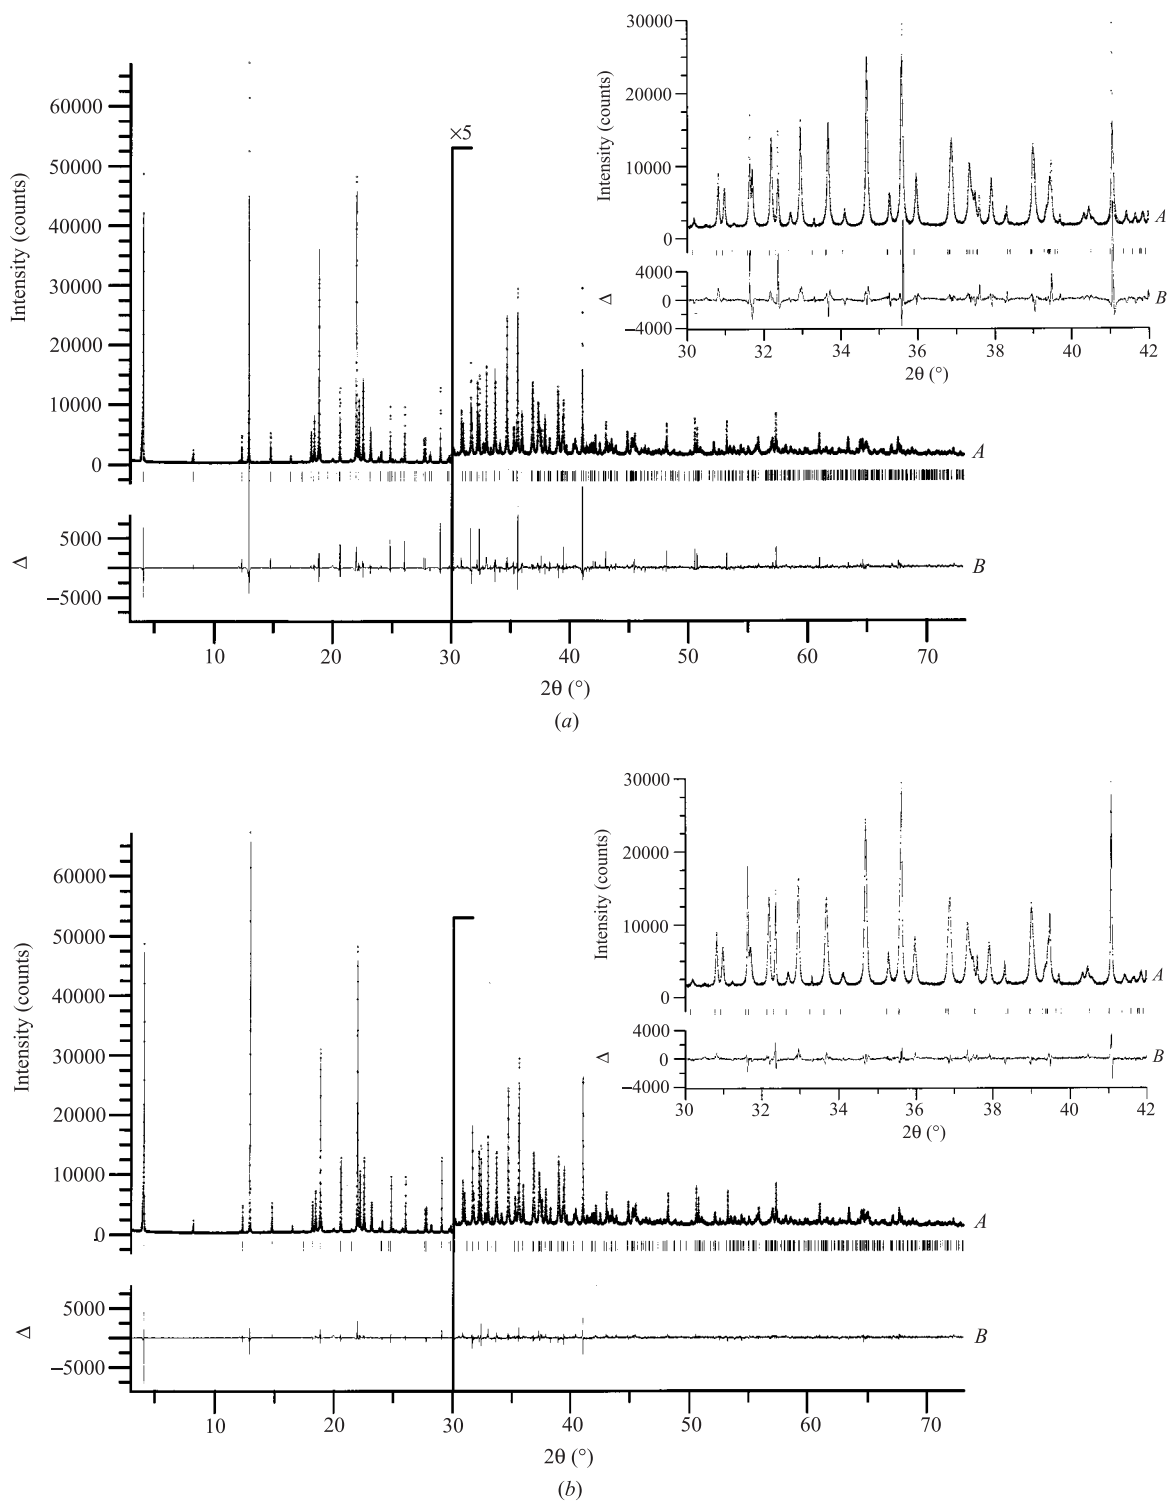 30000
20000
10000
0
Intensity (counts)
A
4000
0
−4000
Δ
B
30 32 34 36 38 40 42
2θ (°)
×5
60000
50000
40000
30000
20000
10000
0
Intensity (counts)
A
5000
−5000
Δ
B
10 20 30 40 50 60 70
2θ (°)
(a)
30000
20000
10000
0
Intensity (counts)
A
4000
0
−4000
Δ
B
30 32 34 36 38 40 42
2θ (°)
60000
50000
40000
30000
20000
10000
0
Intensity (counts)
A
5000
−5000
Δ
B
10 20 30 40 50 60 70
2θ (°)
(b)